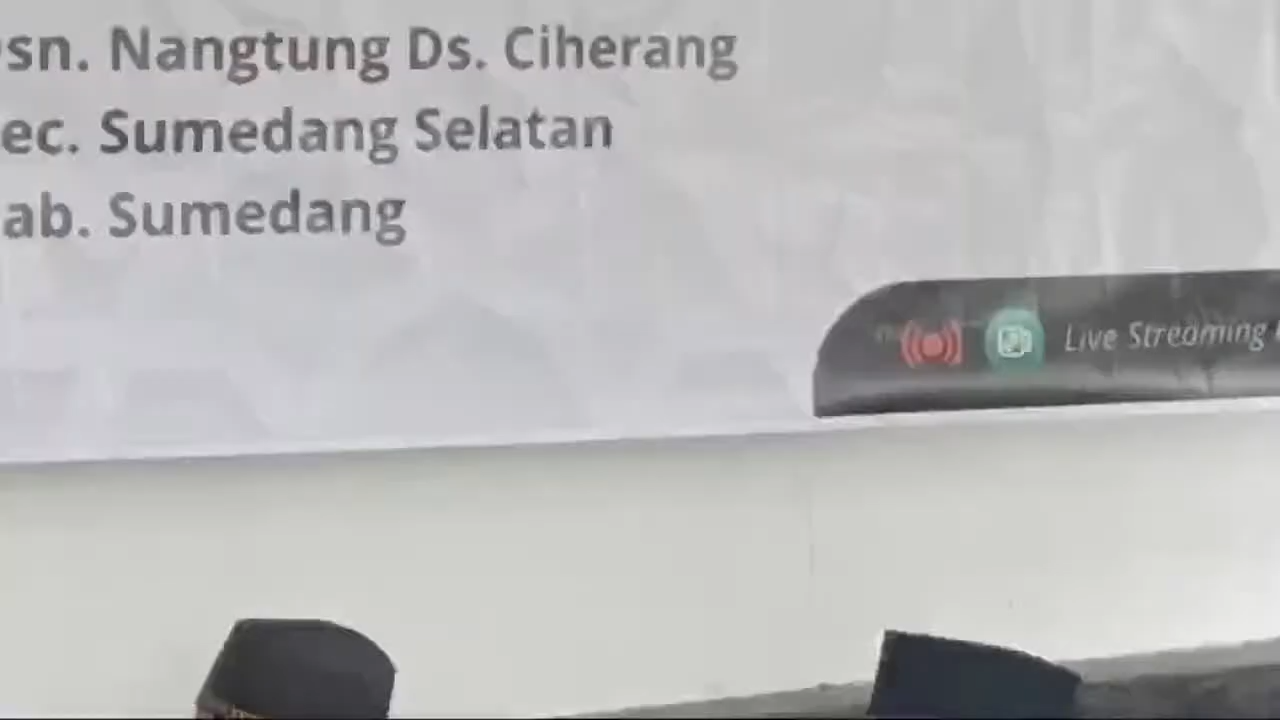 sn. Nangtung Ds. Ciherang
ec. Sumedang Selatan
ab. Sumedang
Live Streaming